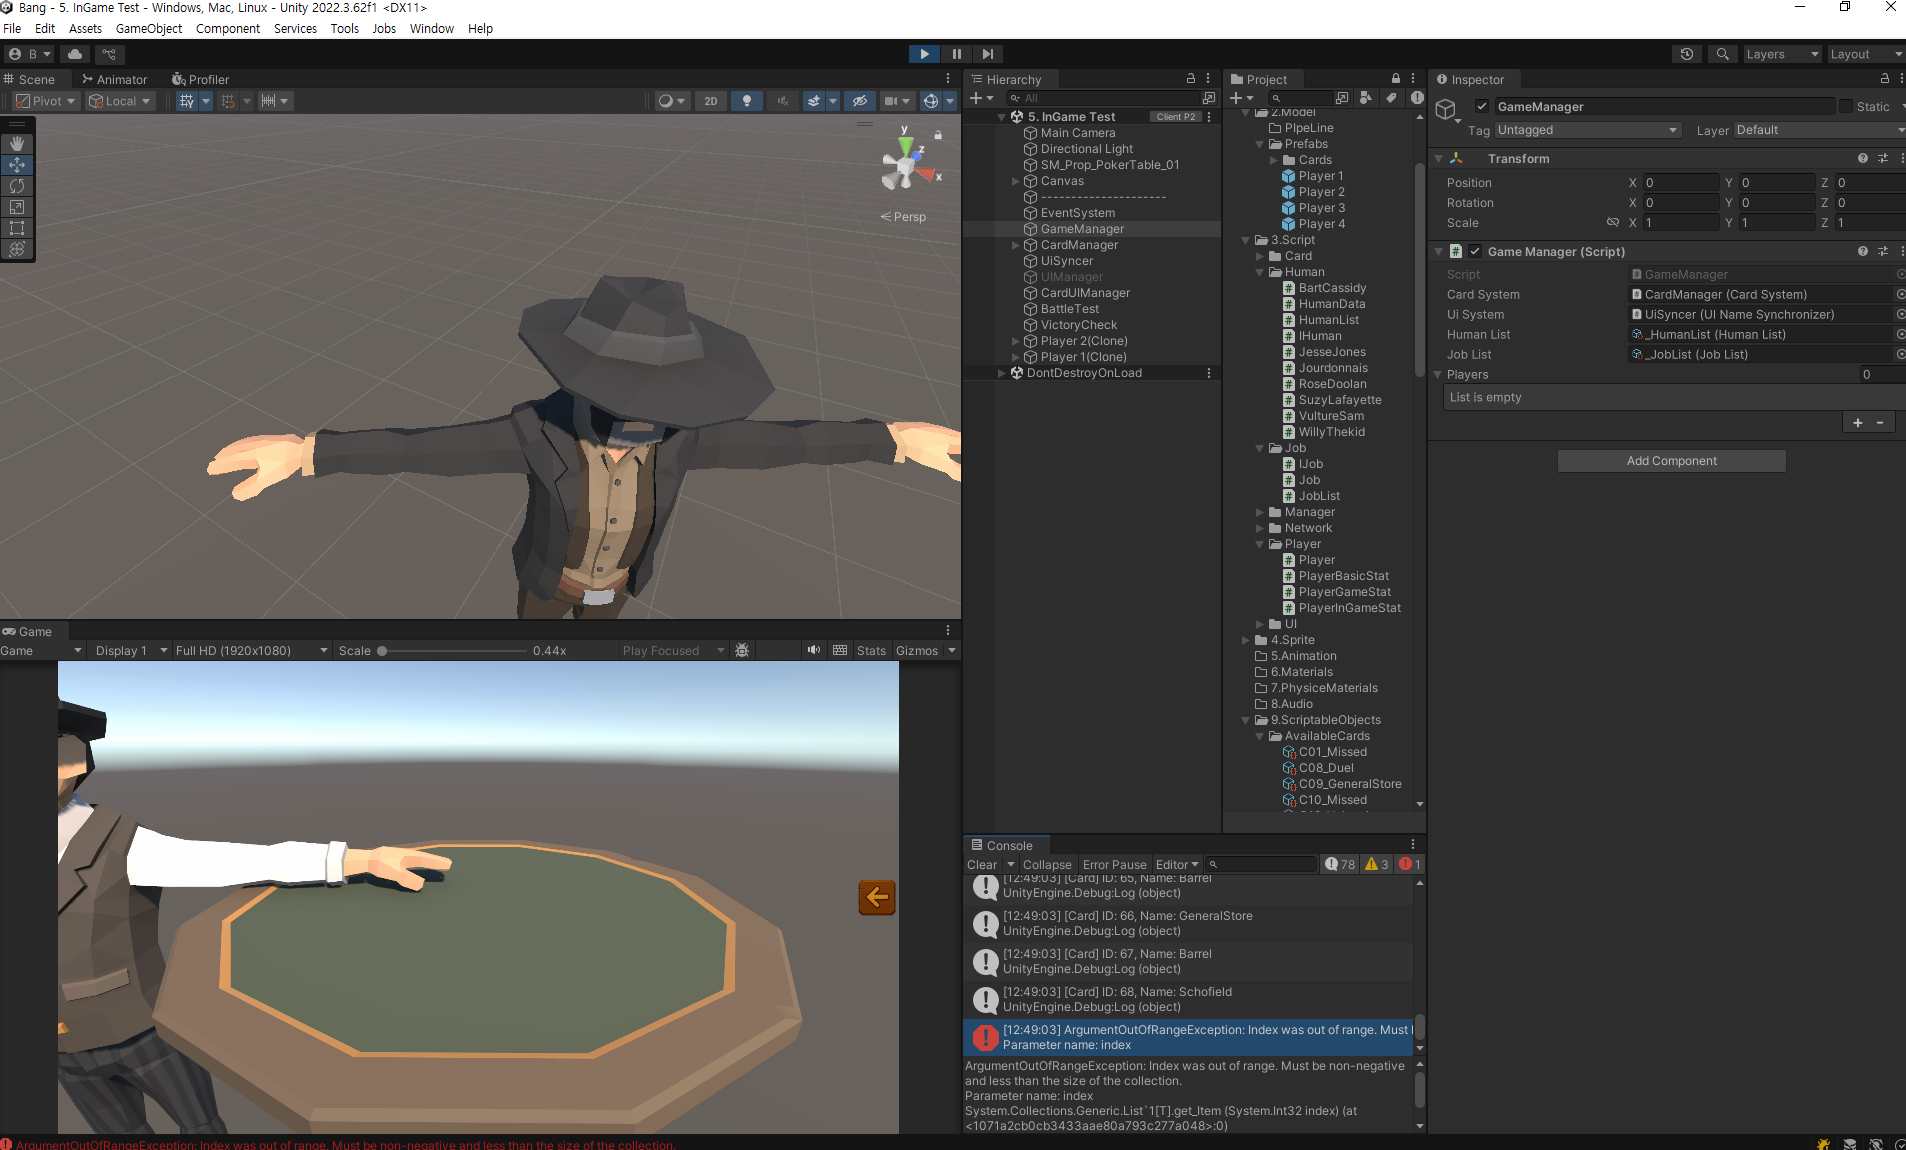 Bang - 5. InGame Test - Windows, Mac, Linux - Unity 2022.3.62f1 <DX11>
File Edit Assets GameObject Component Services Tools Jobs Window Help
B
Layers Layout
Scene Animator Profiler
Pivot Local
2D
y
z
x
Persp
Game
Game Display 1 Full HD (1920x1080) Scale 0.44x Play Focused Stats Gizmos
Hierarchy
All
5. InGame Test Client P2
Main Camera
Directional Light
SM_Prop_PokerTable_01
Canvas
---------------------
EventSystem
GameManager
CardManager
UiSyncer
UIManager
CardUIManager
BattleTest
VictoryCheck
Player 2(Clone)
Player 1(Clone)
DontDestroyOnLoad
Project
2.Model
PIpeLine
Prefabs
Cards
Player 1
Player 2
Player 3
Player 4
3.Script
Card
Human
BartCassidy
HumanData
HumanList
IHuman
JesseJones
Jourdonnais
RoseDoolan
SuzyLafayette
VultureSam
WillyThekid
Job
IJob
Job
JobList
Manager
Network
Player
Player
PlayerBasicStat
PlayerGameStat
PlayerInGameStat
UI
4.Sprite
5.Animation
6.Materials
7.PhysiceMaterials
8.Audio
9.ScriptableObjects
AvailableCards
C01_Missed
C08_Duel
C09_GeneralStore
C10_Missed
Inspector
GameManager Static
Tag Untagged Layer Default
Transform
Position X 0 Y 0 Z 0
Rotation X 0 Y 0 Z 0
Scale X 1 Y 1 Z 1
Game Manager (Script)
Script GameManager
Card System CardManager (Card System)
Ui System UiSyncer (UI Name Synchronizer)
Human List _HumanList (Human List)
Job List _JobList (Job List)
Players 0
List is empty
+ -
Add Component
Console
Clear Collapse Error Pause Editor 78 3 1
[12:49:03] [Card] ID: 65, Name: Barrel
UnityEngine.Debug:Log (object)
[12:49:03] [Card] ID: 66, Name: GeneralStore
UnityEngine.Debug:Log (object)
[12:49:03] [Card] ID: 67, Name: Barrel
UnityEngine.Debug:Log (object)
[12:49:03] [Card] ID: 68, Name: Schofield
UnityEngine.Debug:Log (object)
[12:49:03] ArgumentOutOfRangeException: Index was out of range. Must
Parameter name: index
ArgumentOutOfRangeException: Index was out of range. Must be non-negative
and less than the size of the collection.
Parameter name: index
System.Collections.Generic.List`1[T].get_Item (System.Int32 index) (at
<1071a2cb0cb3433aae80a793c277a048>:0)
ArgumentOutOfRangeException: Index was out of range. Must be non-negative and less than the size of the collection.